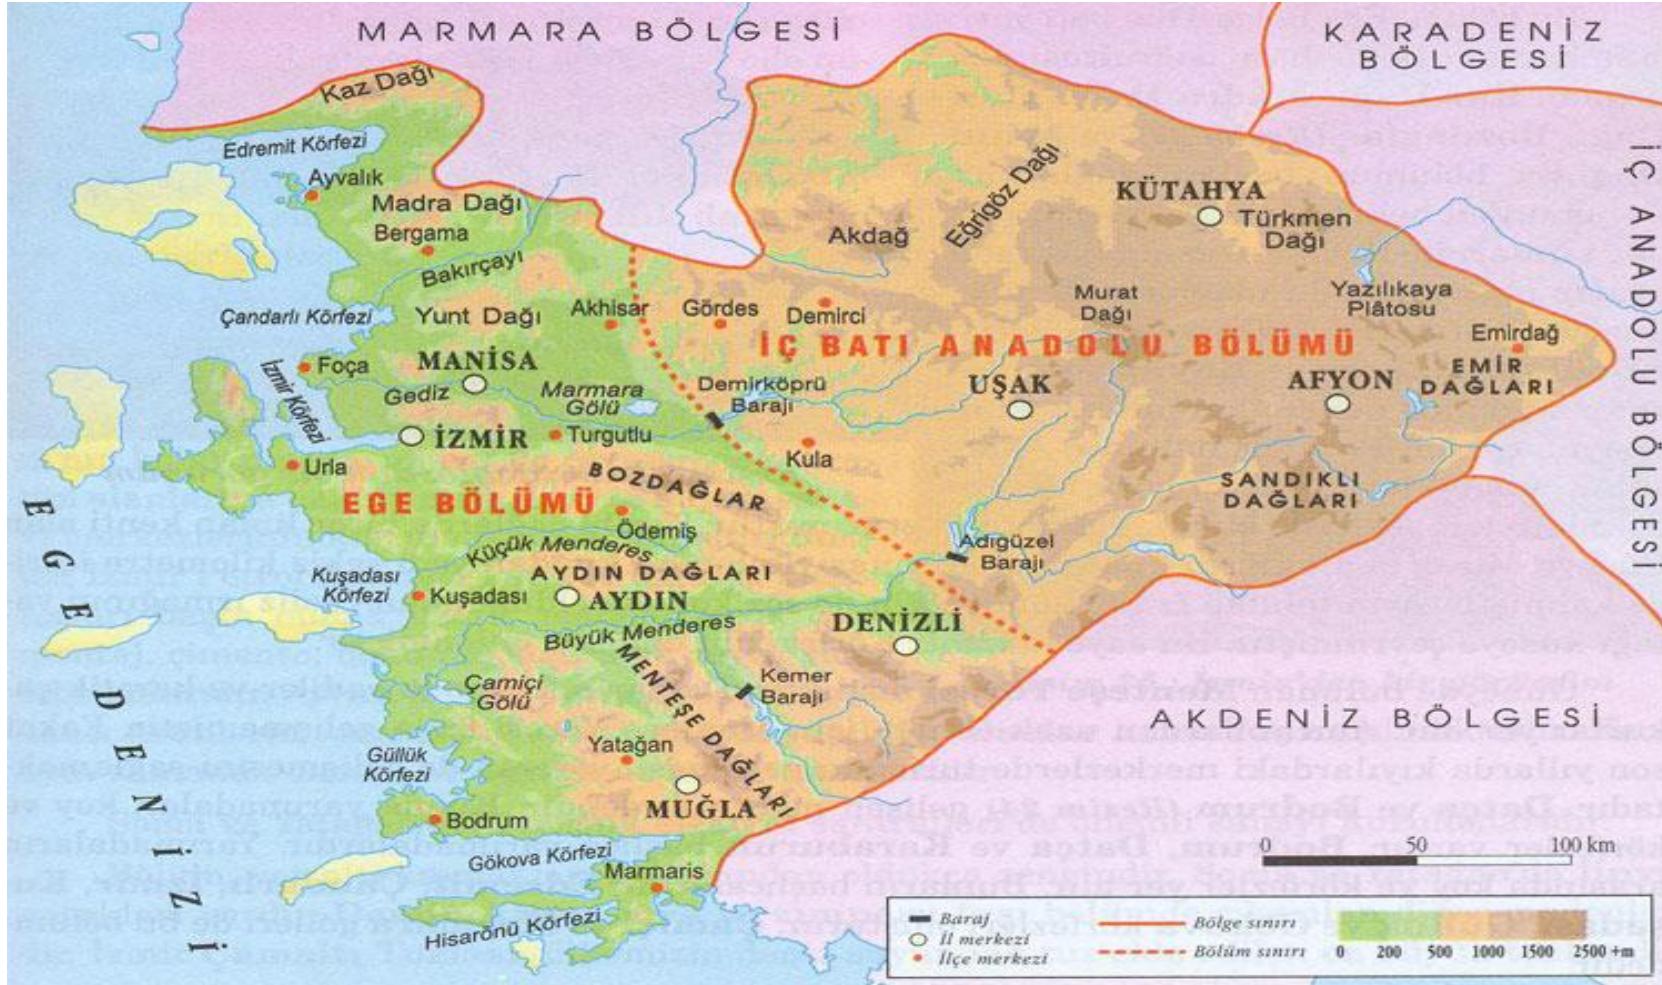 MARMARA BÖLGESİ
KARADENİZ
BÖLGESİ
İÇ ANADOLU BÖLGESİ
Kaz Dağı
Edremit Körfezi
Ayvalık
Madra Dağı
Bergama
Bakırçayı
Eğrigöz Dağı
Akdağ
KÜTAHYA
Türkmen
Dağı
Çandarlı Körfezi
Yunt Dağı
Akhisar
Gördes
Demirci
Murat
Dağı
Yazılıkaya
Plâtosu
Emirdağ
İÇ BATI ANADOLU BÖLÜMÜ
Foça
MANİSA
İzmir Körfezi
Gediz
Marmara
Gölü
Demirköprü
Barajı
UŞAK
AFYON
EMİR
DAĞLARI
İZMİR
Turgutlu
Kula
Urla
BOZDAĞLAR
SANDIKLI
DAĞLARI
EGE BÖLÜMÜ
Ödemiş
Küçük Menderes
Adıgüzel
Barajı
AYDIN DAĞLARI
Kuşadası
Körfezi
Kuşadası
AYDIN
DENİZLİ
Büyük Menderes
EGE DENİZİ
MENTEŞE DAĞLARI
Çamiçi
Gölü
Kemer
Barajı
AKDENİZ BÖLGESİ
Güllük
Körfezi
Yatağan
MUĞLA
Bodrum
Gökova Körfezi
Marmaris
Hisarönü Körfezi
0 50 100 km
Baraj
İl merkezi
İlçe merkezi
Bölge sınırı
Bölüm sınırı
0 200 500 1000 1500 2500 +m